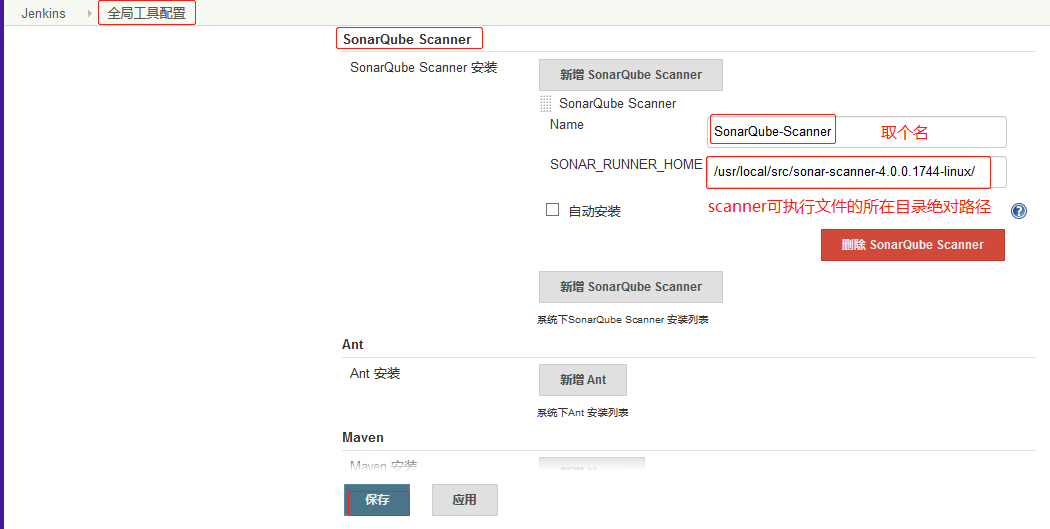 Jenkins 全局工具配置
SonarQube Scanner
SonarQube Scanner 安装
新增 SonarQube Scanner
SonarQube Scanner
Name
SonarQube-Scanner
取个名
SONAR_RUNNER_HOME
/usr/local/src/sonar-scanner-4.0.0.1744-linux/
自动安装
scanner可执行文件的所在目录绝对路径
?
删除 SonarQube Scanner
新增 SonarQube Scanner
系统下SonarQube Scanner 安装列表
Ant
Ant 安装
新增 Ant
系统下Ant 安装列表
Maven
Maven 安装
保存
应用